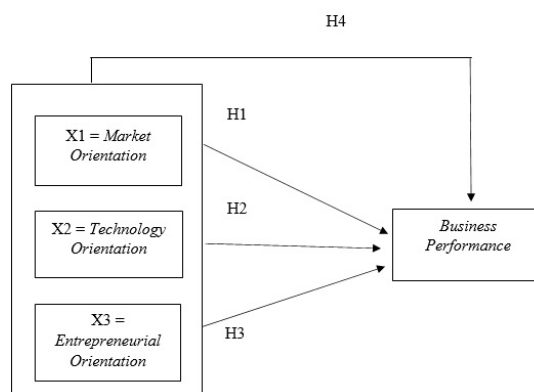 H4
H1
X1 = Market
Orientation
H2
X2 = Technology
Orientation
Business
Performance
X3 =
Entrepreneurial
Orientation
H3